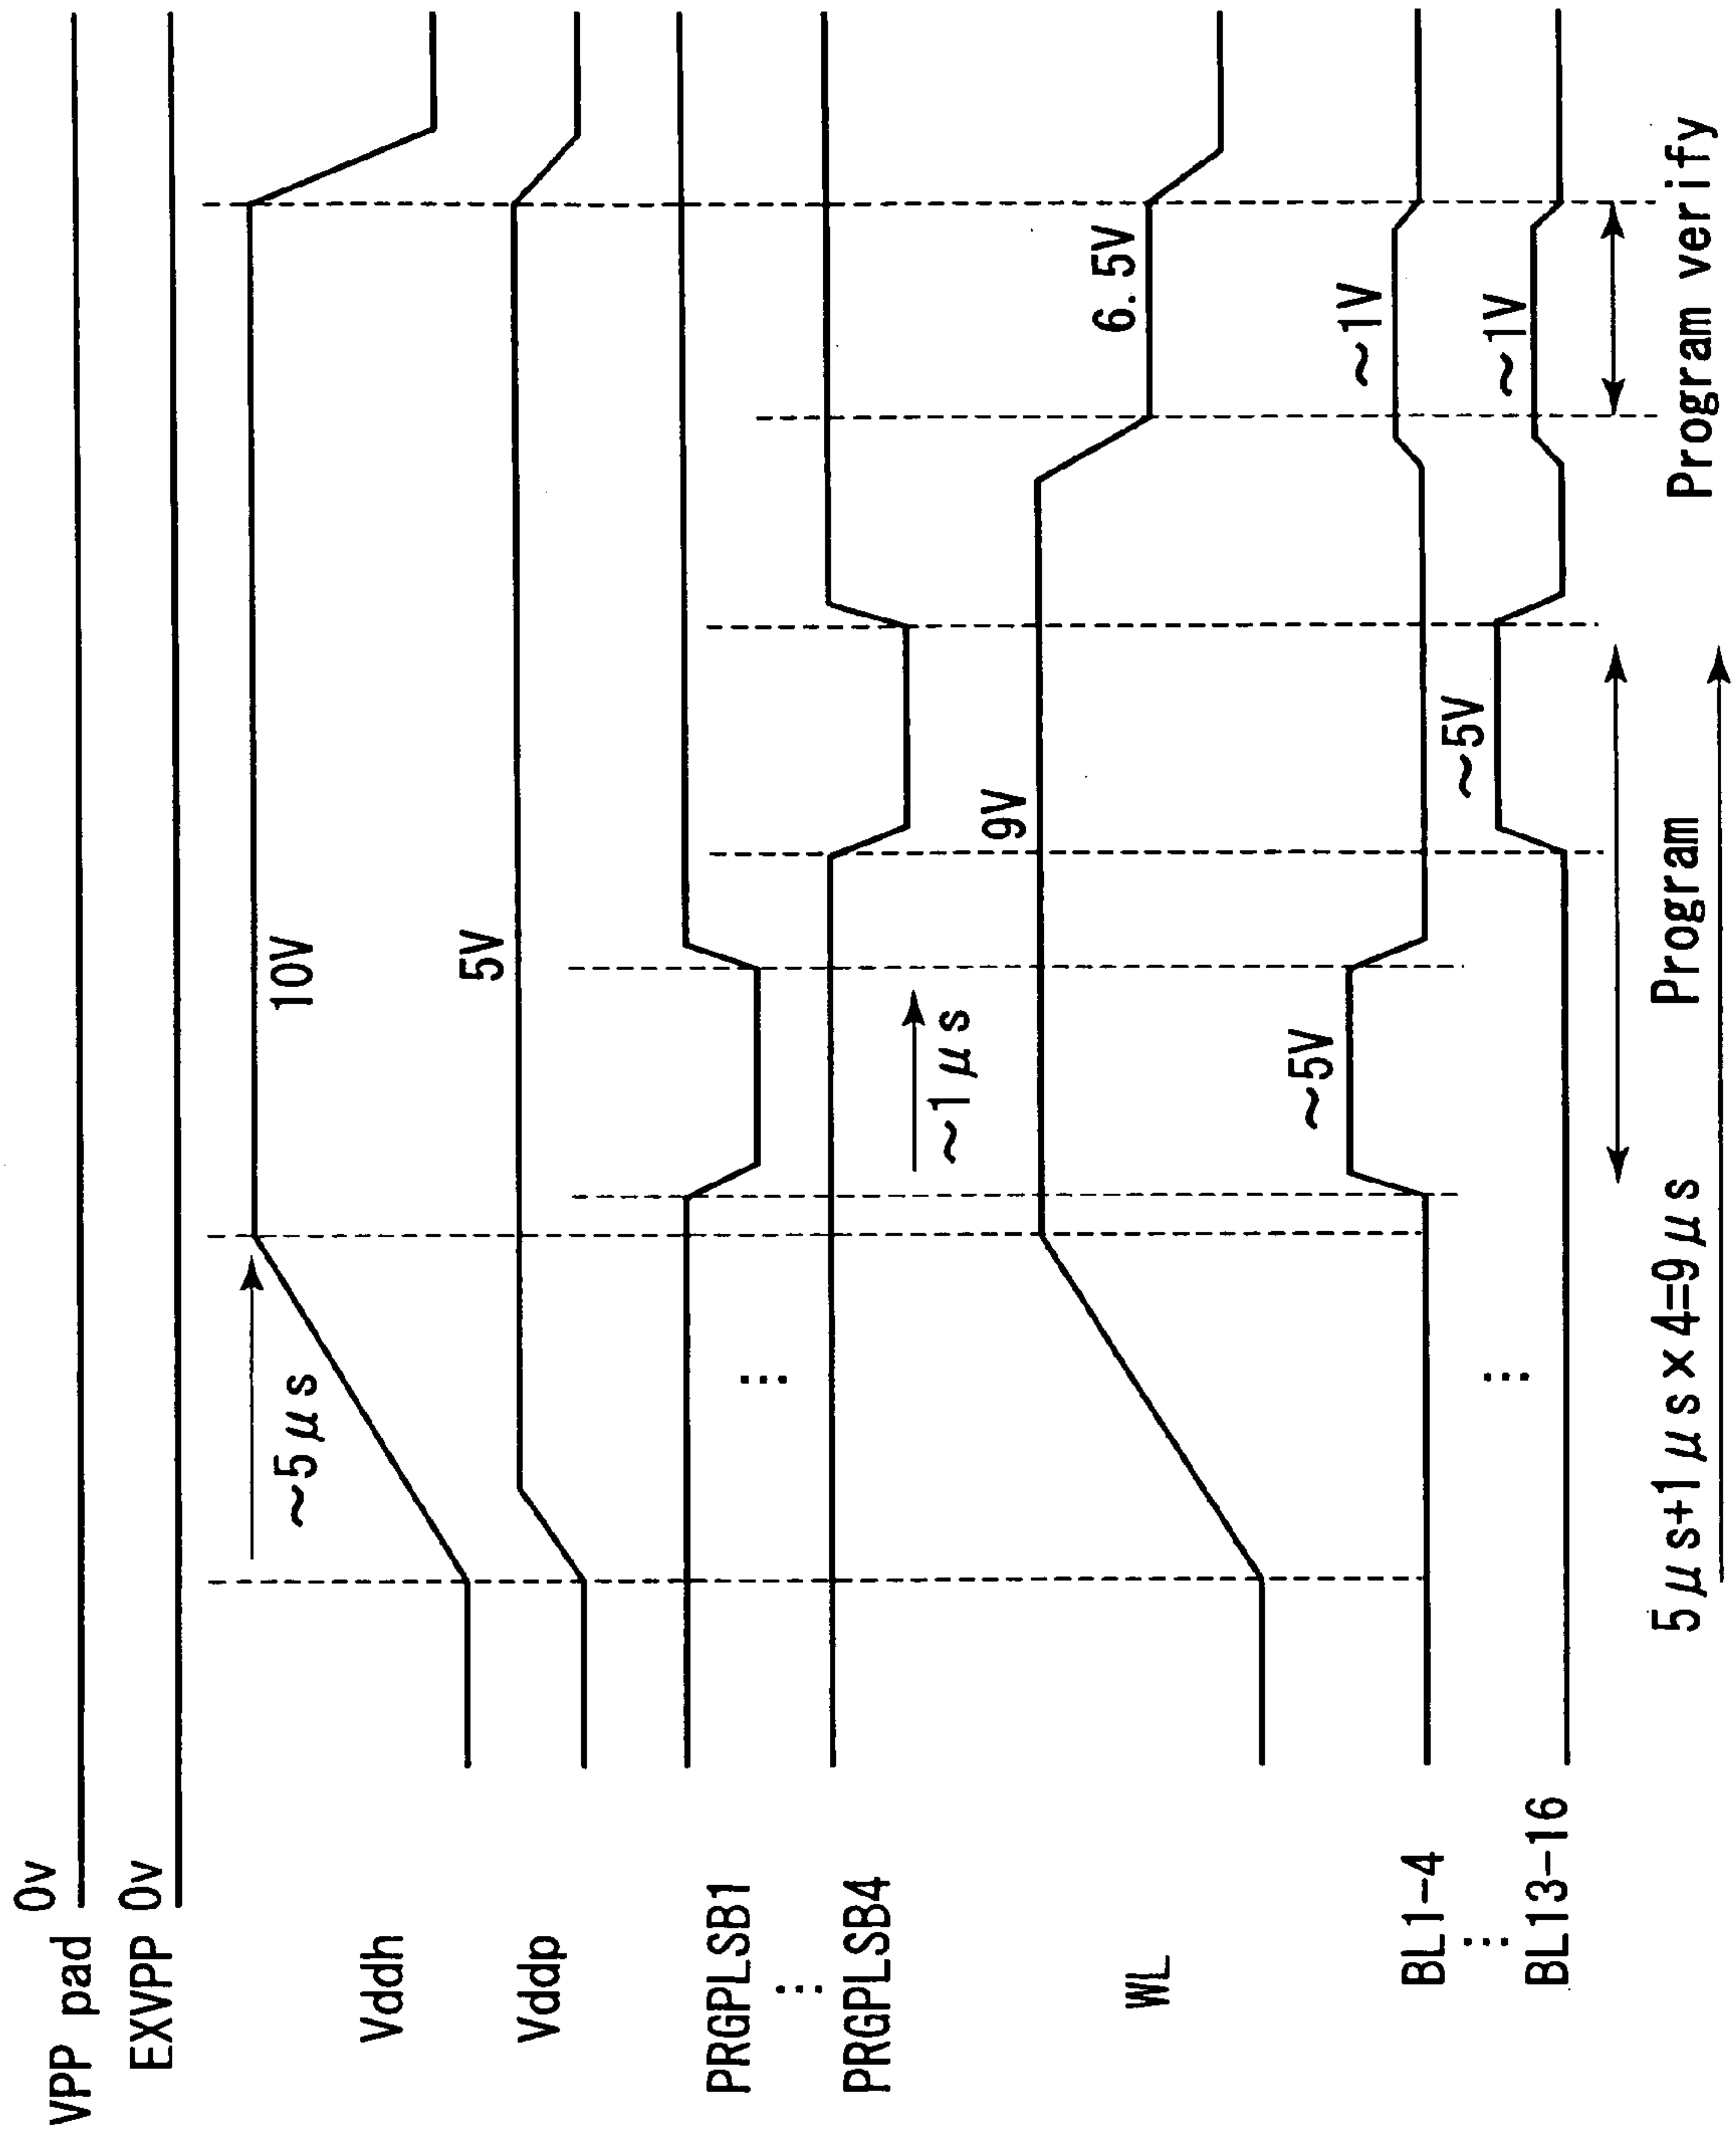 VPP pad 0v
EXVPP 0v
Vddh
~5μs
10V
Vddp
5V
PRGPLSB1
⋮
⋮
PRGPLSB4
~1μs
WL
9V
6.5V
BL1-4
~5V
~1V
⋮
⋮
BL13-16
~5V
~1V
Program
Program verify
5μs+1μs×4=9μs